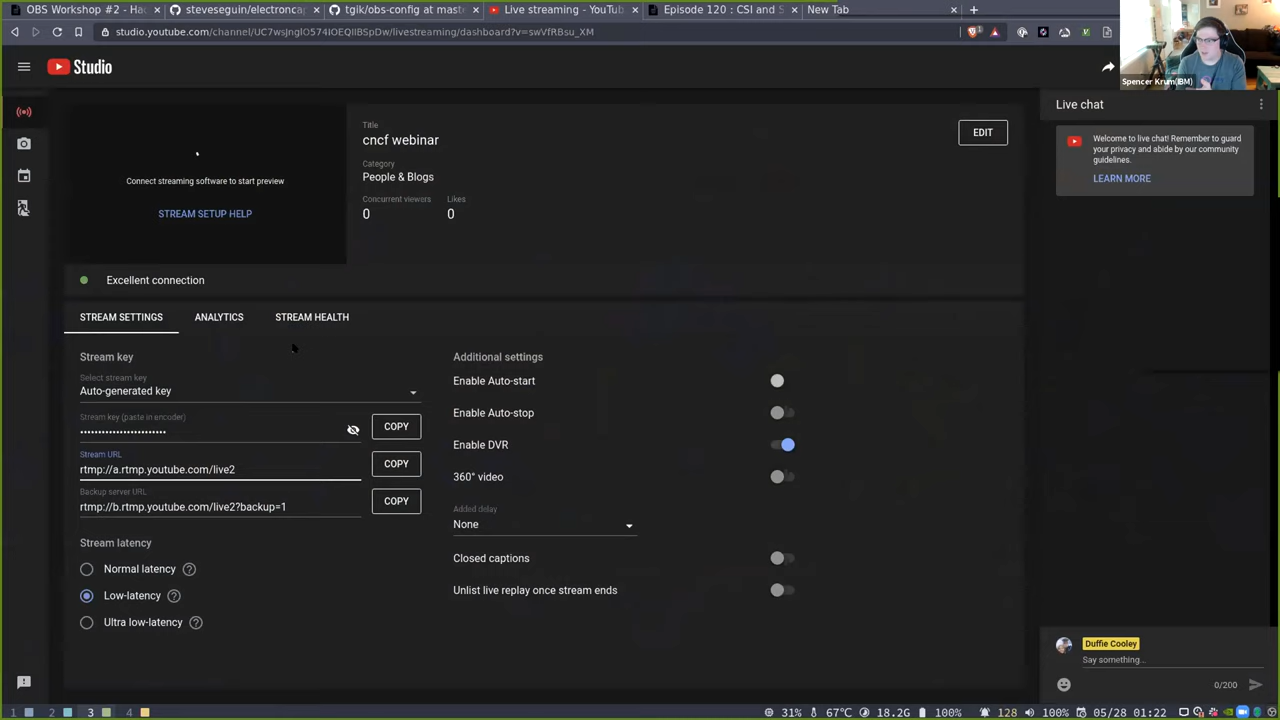 OBS Workshop #2 - Ha
steveseguin/electroncap
tgik/obs-config at mast
Live streaming - YouTub
Episode 120 : CSI and S
New Tab
studio.youtube.com/channel/UC7wsJngIO574IOEQIIBSpDw/livestreaming/dashboard?v=swVfRBsu_XM
Studio
Spencer Krum(IBM)
Connect streaming software to start preview
STREAM SETUP HELP
Title
cncf webinar
EDIT
Category
People & Blogs
Concurrent viewers
Likes
0
0
Live chat
Welcome to live chat! Remember to guard
your privacy and abide by our community
guidelines.
LEARN MORE
Excellent connection
STREAM SETTINGS
ANALYTICS
STREAM HEALTH
Stream key
Select stream key
Auto-generated key
Stream key (paste in encoder)
•••••••••••••••••••••••
COPY
Stream URL
rtmp://a.rtmp.youtube.com/live2
COPY
Backup server URL
rtmp://b.rtmp.youtube.com/live2?backup=1
COPY
Stream latency
Normal latency
Low-latency
Ultra low-latency
Additional settings
Enable Auto-start
Enable Auto-stop
Enable DVR
360° video
Added delay
None
Closed captions
Unlist live replay once stream ends
Duffie Cooley
Say something...
0/200
1 2 3 4
31% 67℃ 18.2G 100% 128 100% 05/28 01:22